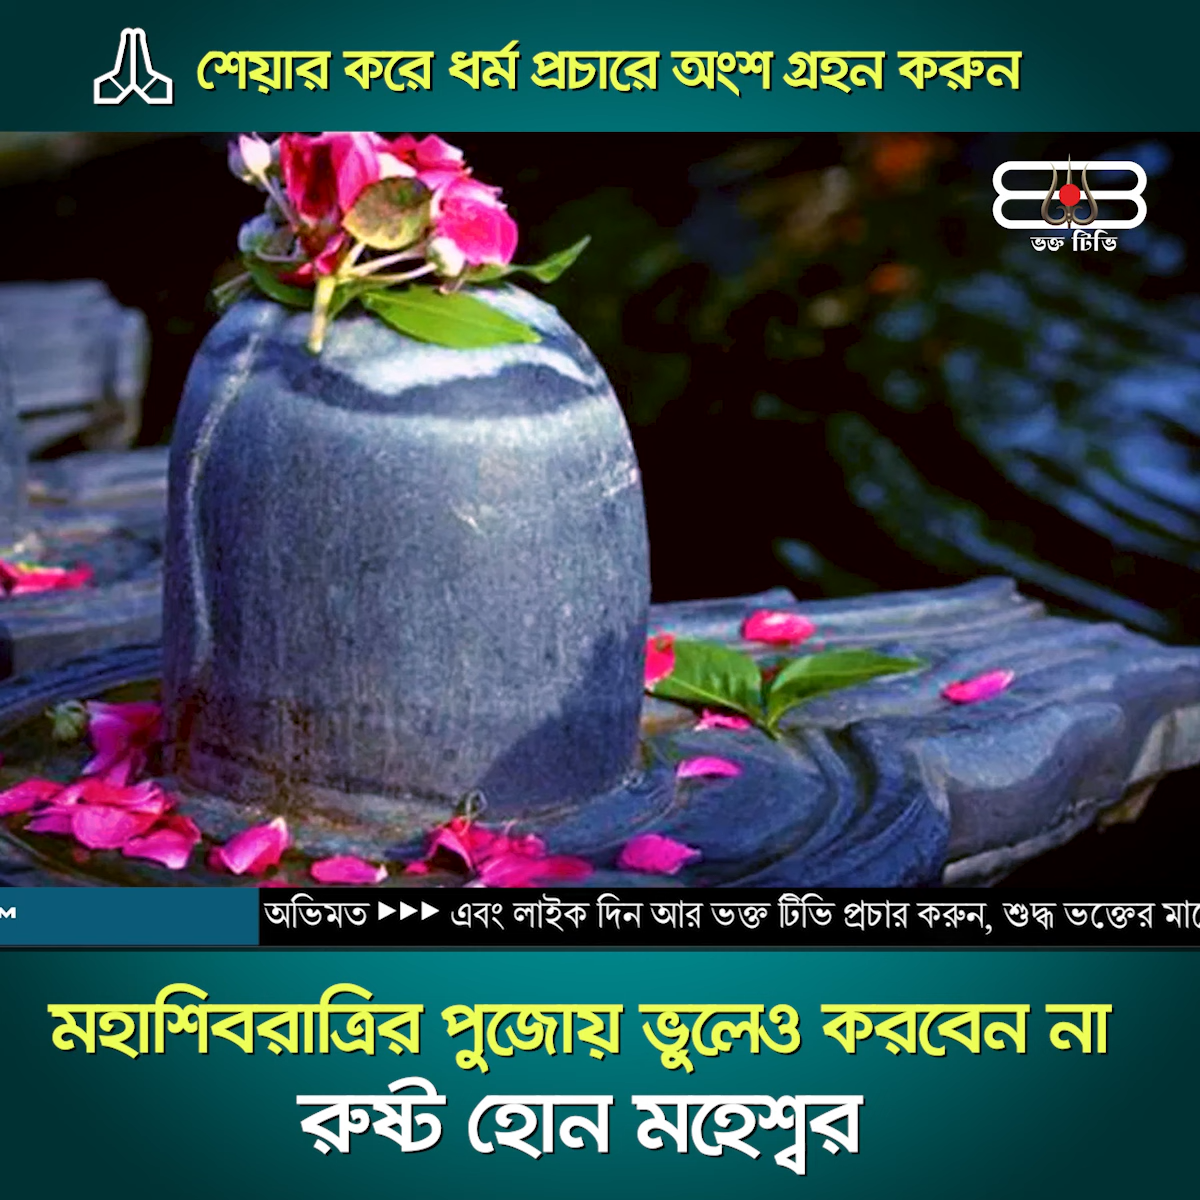 শেয়ার করে ধর্ম প্রচারে অংশ গ্রহন করুন
ভক্ত টিভি
M
অভিমত ▶▶▶ এবং লাইক দিন আর ভক্ত টিভি প্রচার করুন, শুদ্ধ ভক্তের
মহাশিবরাত্রির পুজোয় ভুলেও করবেন না
রুষ্ট হোন মহেশ্বর